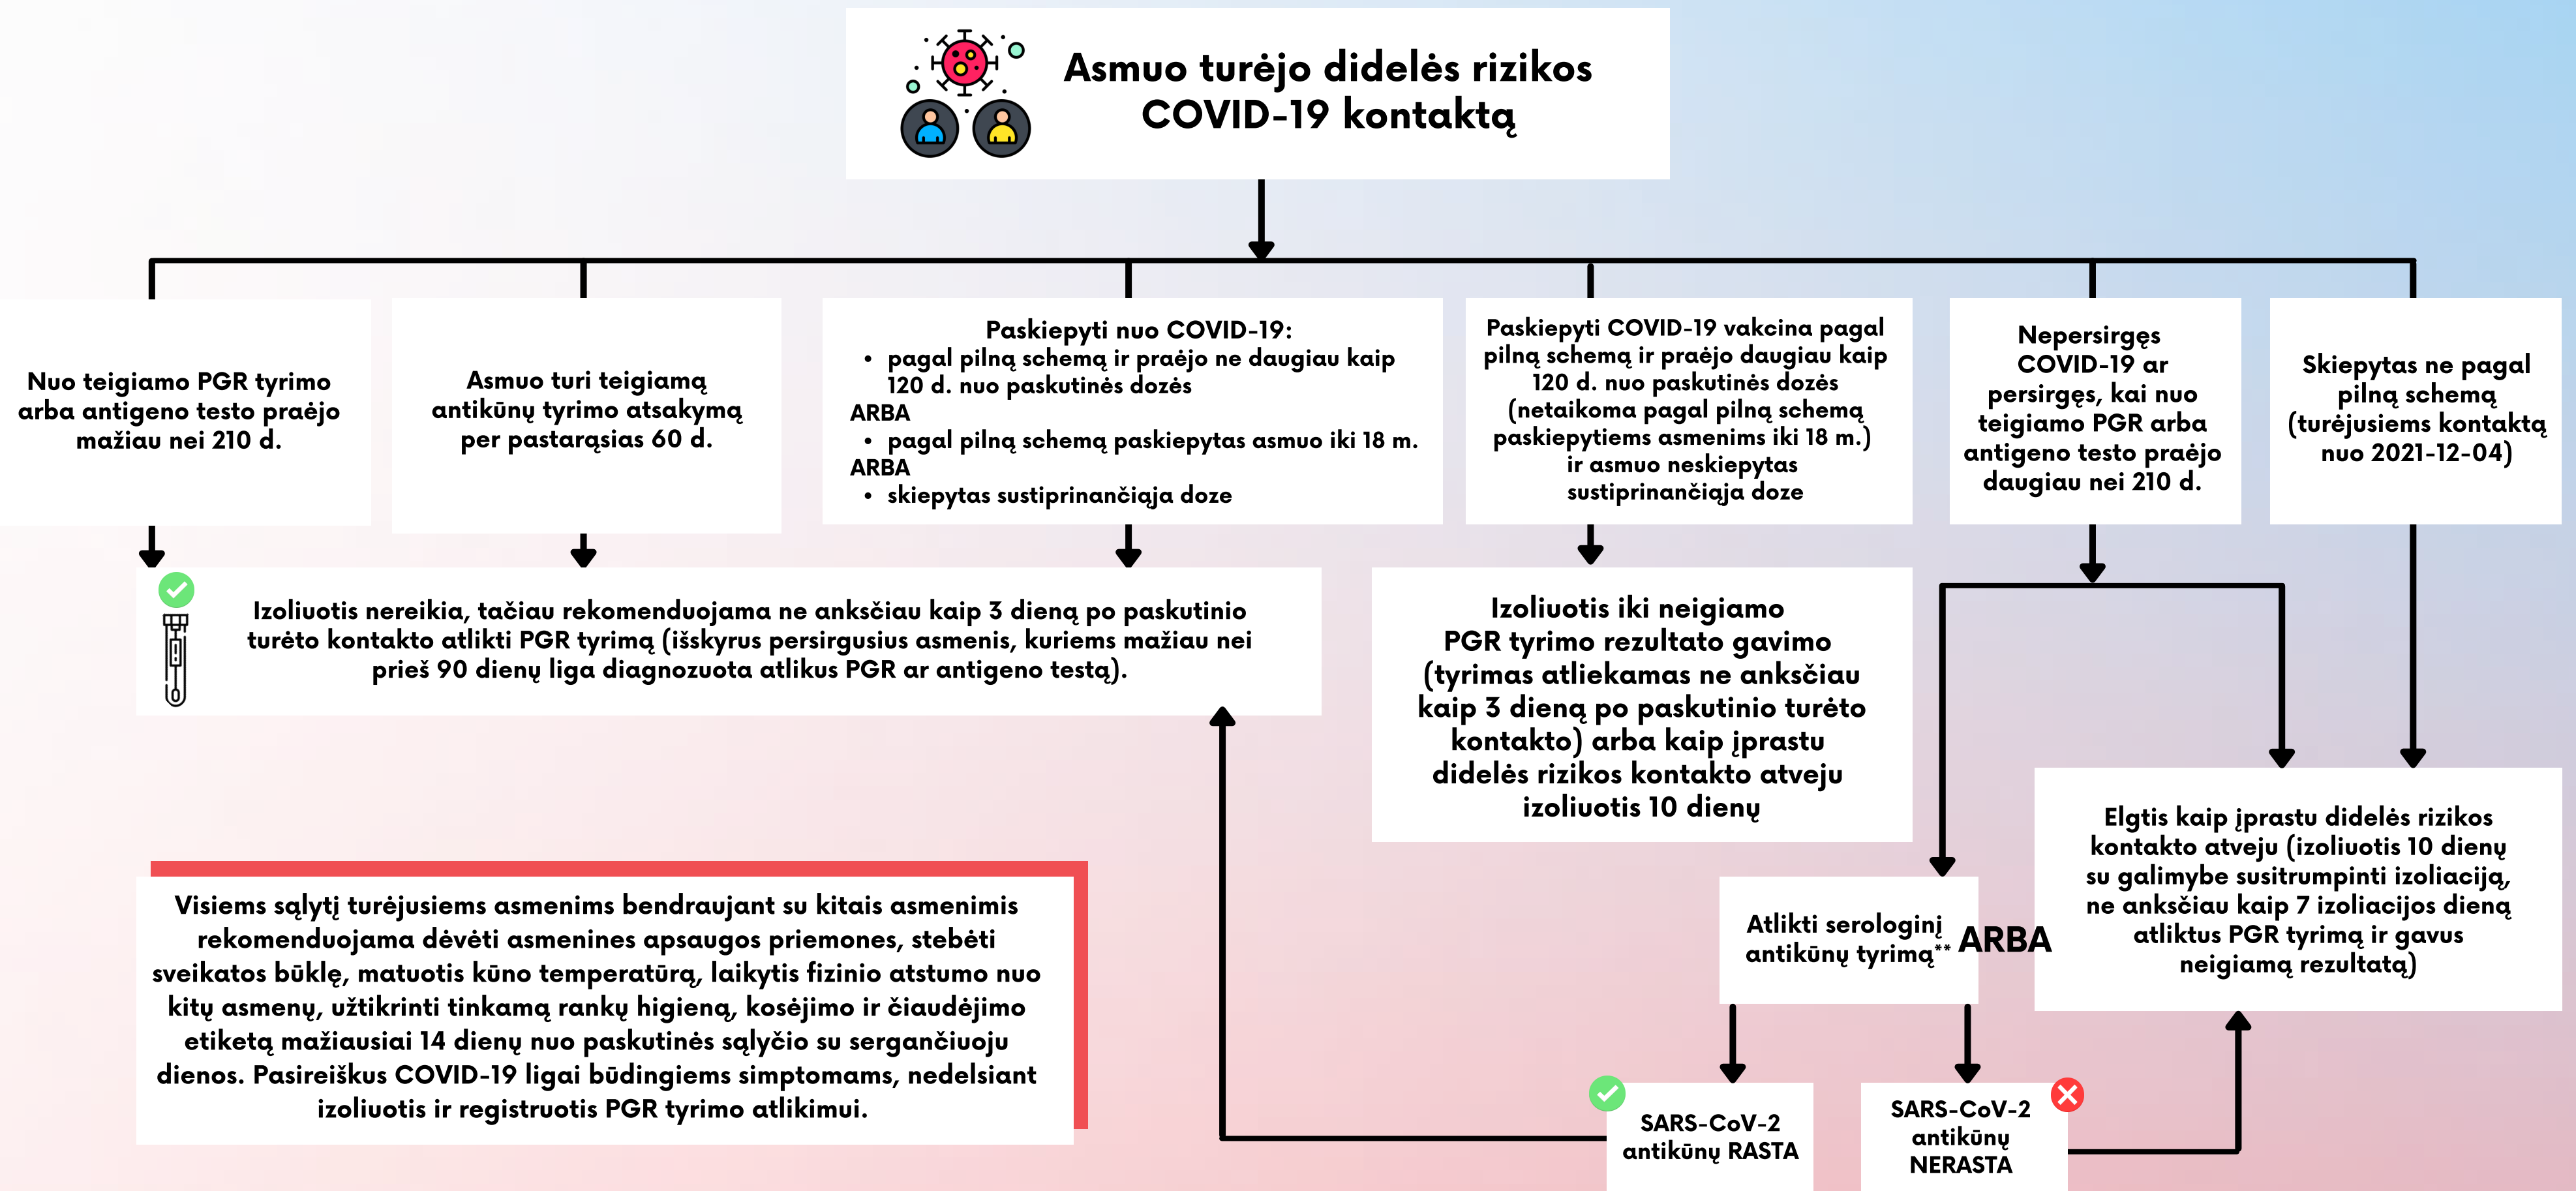 Asmuo turėjo didelės rizikos
COVID-19 kontaktą
Nuo teigiamo PGR tyrimo
arba antigeno testo praėjo
mažiau nei 210 d.
Asmuo turi teigiamą
antikūnų tyrimo atsakymą
per pastarąsias 60 d.
Paskiepyti nuo COVID-19:
• pagal pilną schemą ir praėjo ne daugiau kaip
120 d. nuo paskutinės dozės
ARBA
• pagal pilną schemą paskiepytas asmuo iki 18 m.
ARBA
• skiepytas sustiprinančiąja doze
Paskiepyti COVID-19 vakcina pagal
pilną schemą ir praėjo daugiau kaip
120 d. nuo paskutinės dozės
(netaikoma pagal pilną schemą
paskiepytiems asmenims iki 18 m.)
ir asmuo neskiepytas
sustiprinančiąja doze
Nepersirgęs
COVID-19 ar
persirgęs, kai nuo
teigiamo PGR arba
antigeno testo praėjo
daugiau nei 210 d.
Skiepytas ne pagal
pilną schemą
(turėjusiems kontaktą
nuo 2021-12-04)
Izoliuotis nereikia, tačiau rekomenduojama ne anksčiau kaip 3 dieną po paskutinio
turėto kontakto atlikti PGR tyrimą (išskyrus persirgusius asmenis, kuriems mažiau nei
prieš 90 dienų liga diagnozuota atlikus PGR ar antigeno testą).
Izoliuotis iki neigiamo
PGR tyrimo rezultato gavimo
(tyrimas atliekamas ne anksčiau
kaip 3 dieną po paskutinio turėto
kontakto) arba kaip įprastu
didelės rizikos kontakto atveju
izoliuotis 10 dienų
Elgtis kaip įprastu didelės rizikos
kontakto atveju (izoliuotis 10 dienų
su galimybe susitrumpinti izoliaciją,
ne anksčiau kaip 7 izoliacijos dieną
atliktus PGR tyrimą ir gavus
neigiamą rezultatą)
Atlikti serologinį
antikūnų tyrimą**
ARBA
Visiems sąlytį turėjusiems asmenims bendraujant su kitais asmenimis
rekomenduojama dėvėti asmenines apsaugos priemones, stebėti
sveikatos būklę, matuotis kūno temperatūrą, laikytis fizinio atstumo nuo
kitų asmenų, užtikrinti tinkamą rankų higieną, kosėjimo ir čiaudėjimo
etiketą mažiausiai 14 dienų nuo paskutinės sąlyčio su sergančiuoju
dienos. Pasireiškus COVID-19 ligai būdingiems simptomams, nedelsiant
izoliuotis ir registruotis PGR tyrimo atlikimui.
SARS-CoV-2
antikūnų RASTA
SARS-CoV-2
antikūnų
NERASTA